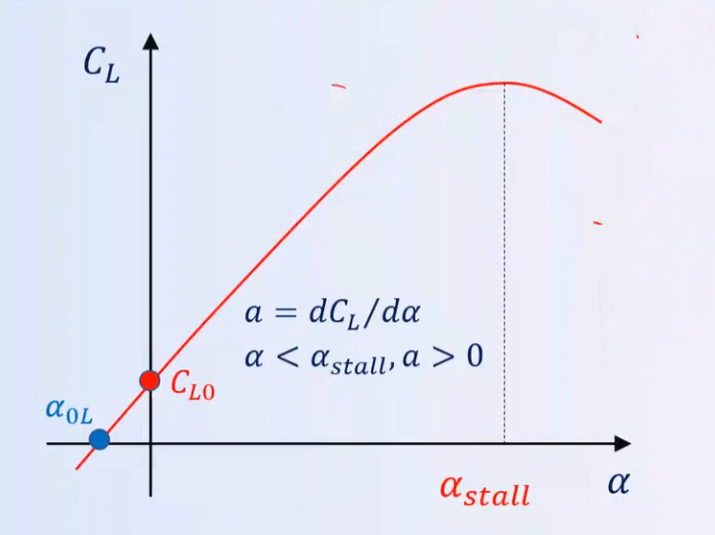 C_L
a = dC_L/dα
α < α_stall, a > 0
C_L0
α_0L
α_stall
α